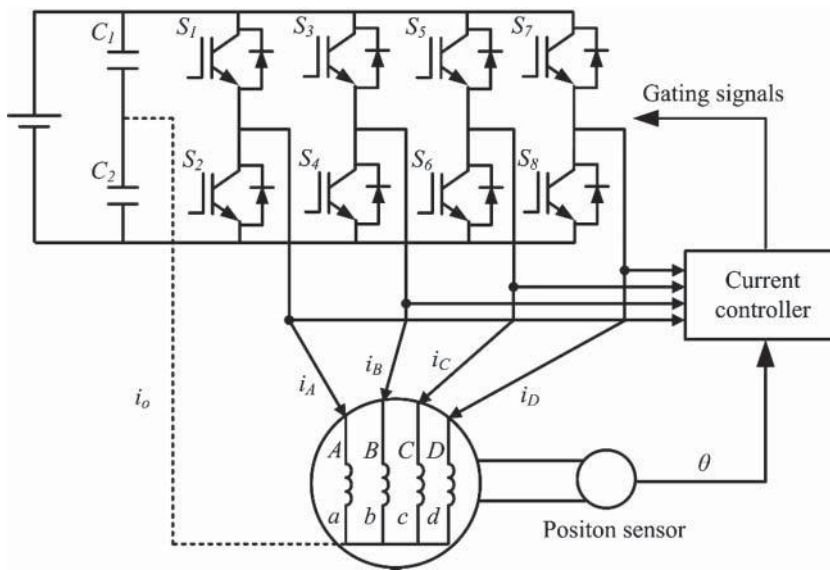 C1
S1
S3
S5
S7
Gating signals
C2
S2
S4
S6
S8
Current
controller
iA
iB
iC
iD
io
A B C D
a b c d
θ
Positon sensor